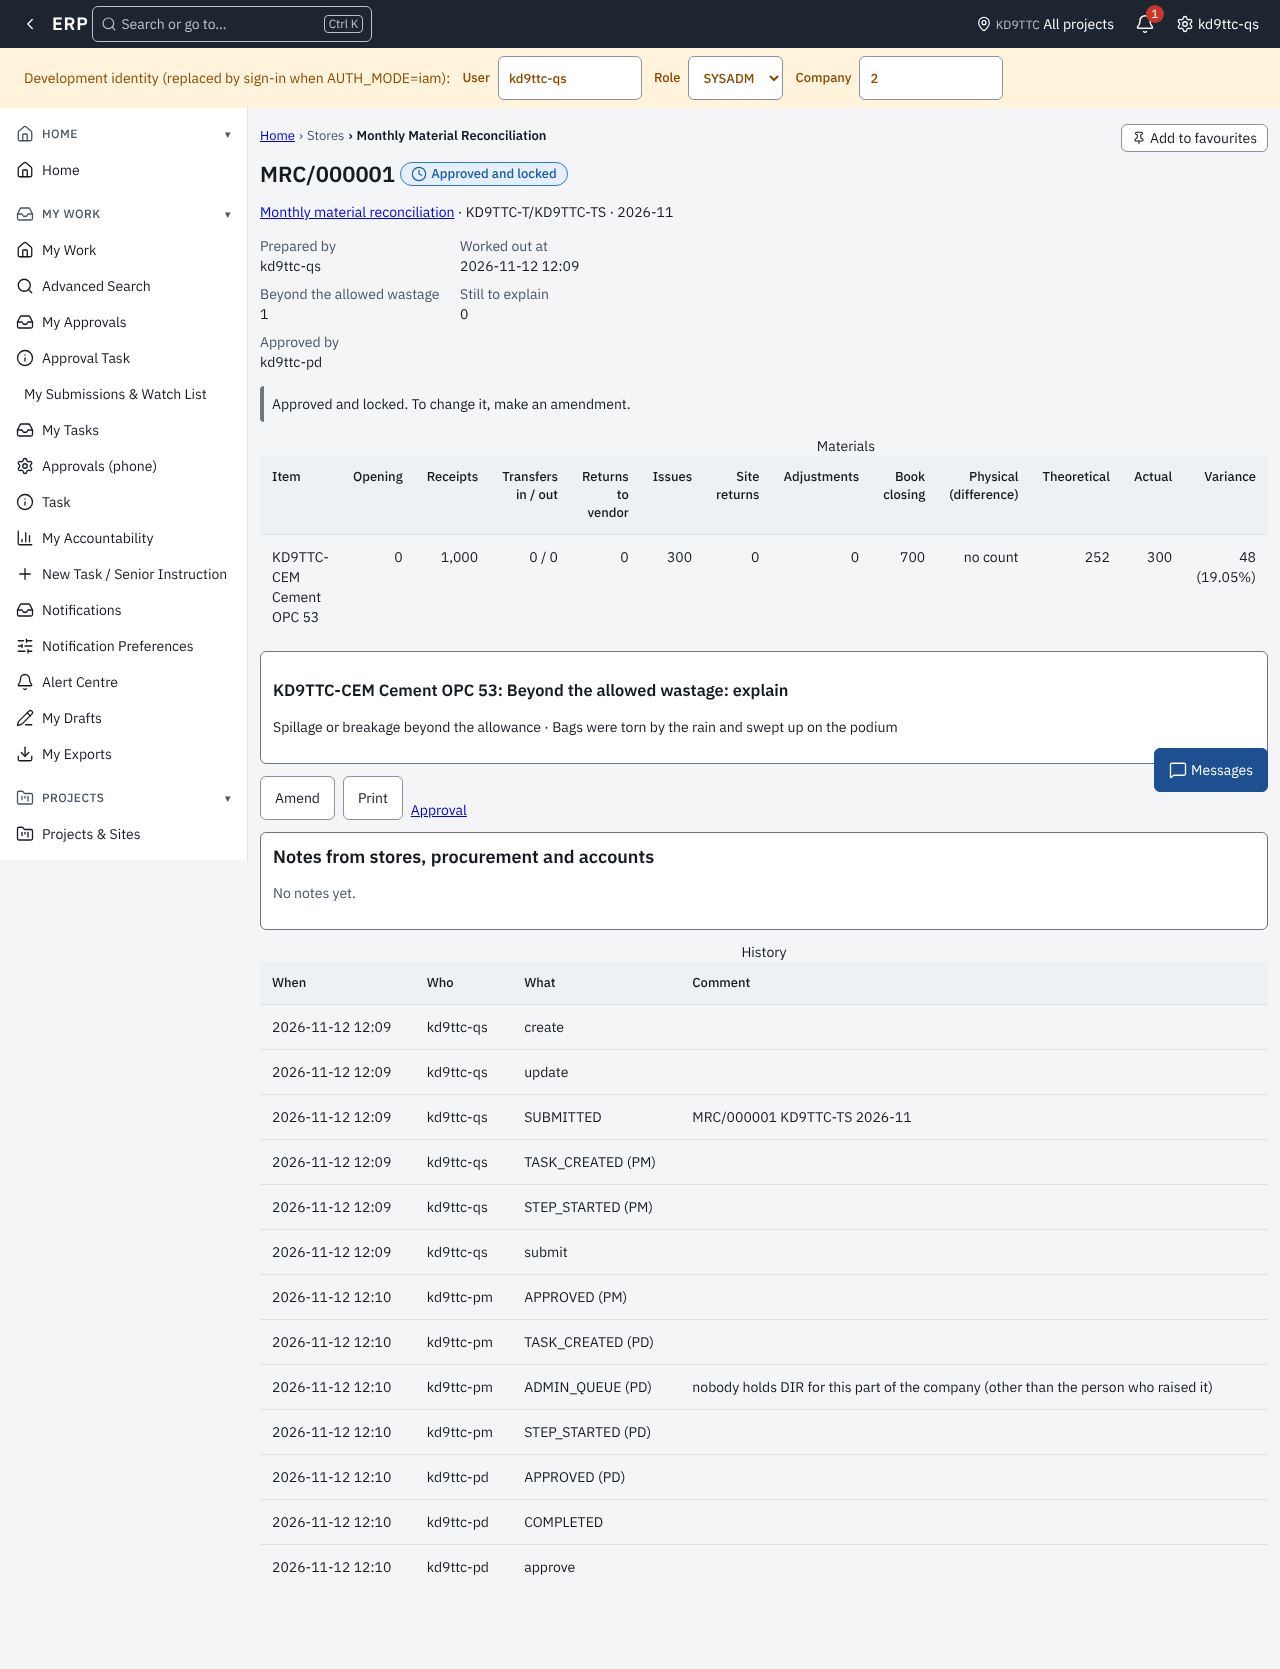 ERP
Search or go to...
Ctrl K
KD9TTC All projects
1
kd9ttc-qs
Development identity (replaced by sign-in when AUTH_MODE=iam):
User
kd9ttc-qs
Role
SYSADM
Company
2
HOME
Home
MY WORK
My Work
Advanced Search
My Approvals
Approval Task
My Submissions & Watch List
My Tasks
Approvals (phone)
Task
My Accountability
New Task / Senior Instruction
Notifications
Notification Preferences
Alert Centre
My Drafts
My Exports
PROJECTS
Projects & Sites
Home › Stores › Monthly Material Reconciliation
Add to favourites
MRC/000001
Approved and locked
Monthly material reconciliation · KD9TTC-T/KD9TTC-TS · 2026-11
Prepared by
kd9ttc-qs
Worked out at
2026-11-12 12:09
Beyond the allowed wastage
1
Still to explain
0
Approved by
kd9ttc-pd
Approved and locked. To change it, make an amendment.
Materials
Item Opening Receipts Transfers in / out Returns to vendor Issues Site returns Adjustments Book closing Physical (difference) Theoretical Actual Variance
KD9TTC-CEM Cement OPC 53 0 1,000 0 / 0 0 300 0 0 700 no count 252 300 48 (19.05%)
KD9TTC-CEM Cement OPC 53: Beyond the allowed wastage: explain
Spillage or breakage beyond the allowance · Bags were torn by the rain and swept up on the podium
Messages
Amend
Print
Approval
Notes from stores, procurement and accounts
No notes yet.
History
When Who What Comment
2026-11-12 12:09 kd9ttc-qs create
2026-11-12 12:09 kd9ttc-qs update
2026-11-12 12:09 kd9ttc-qs SUBMITTED MRC/000001 KD9TTC-TS 2026-11
2026-11-12 12:09 kd9ttc-qs TASK_CREATED (PM)
2026-11-12 12:09 kd9ttc-qs STEP_STARTED (PM)
2026-11-12 12:09 kd9ttc-qs submit
2026-11-12 12:10 kd9ttc-pm APPROVED (PM)
2026-11-12 12:10 kd9ttc-pm TASK_CREATED (PD)
2026-11-12 12:10 kd9ttc-pm ADMIN_QUEUE (PD) nobody holds DIR for this part of the company (other than the person who raised it)
2026-11-12 12:10 kd9ttc-pm STEP_STARTED (PD)
2026-11-12 12:10 kd9ttc-pd APPROVED (PD)
2026-11-12 12:10 kd9ttc-pd COMPLETED
2026-11-12 12:10 kd9ttc-pd approve